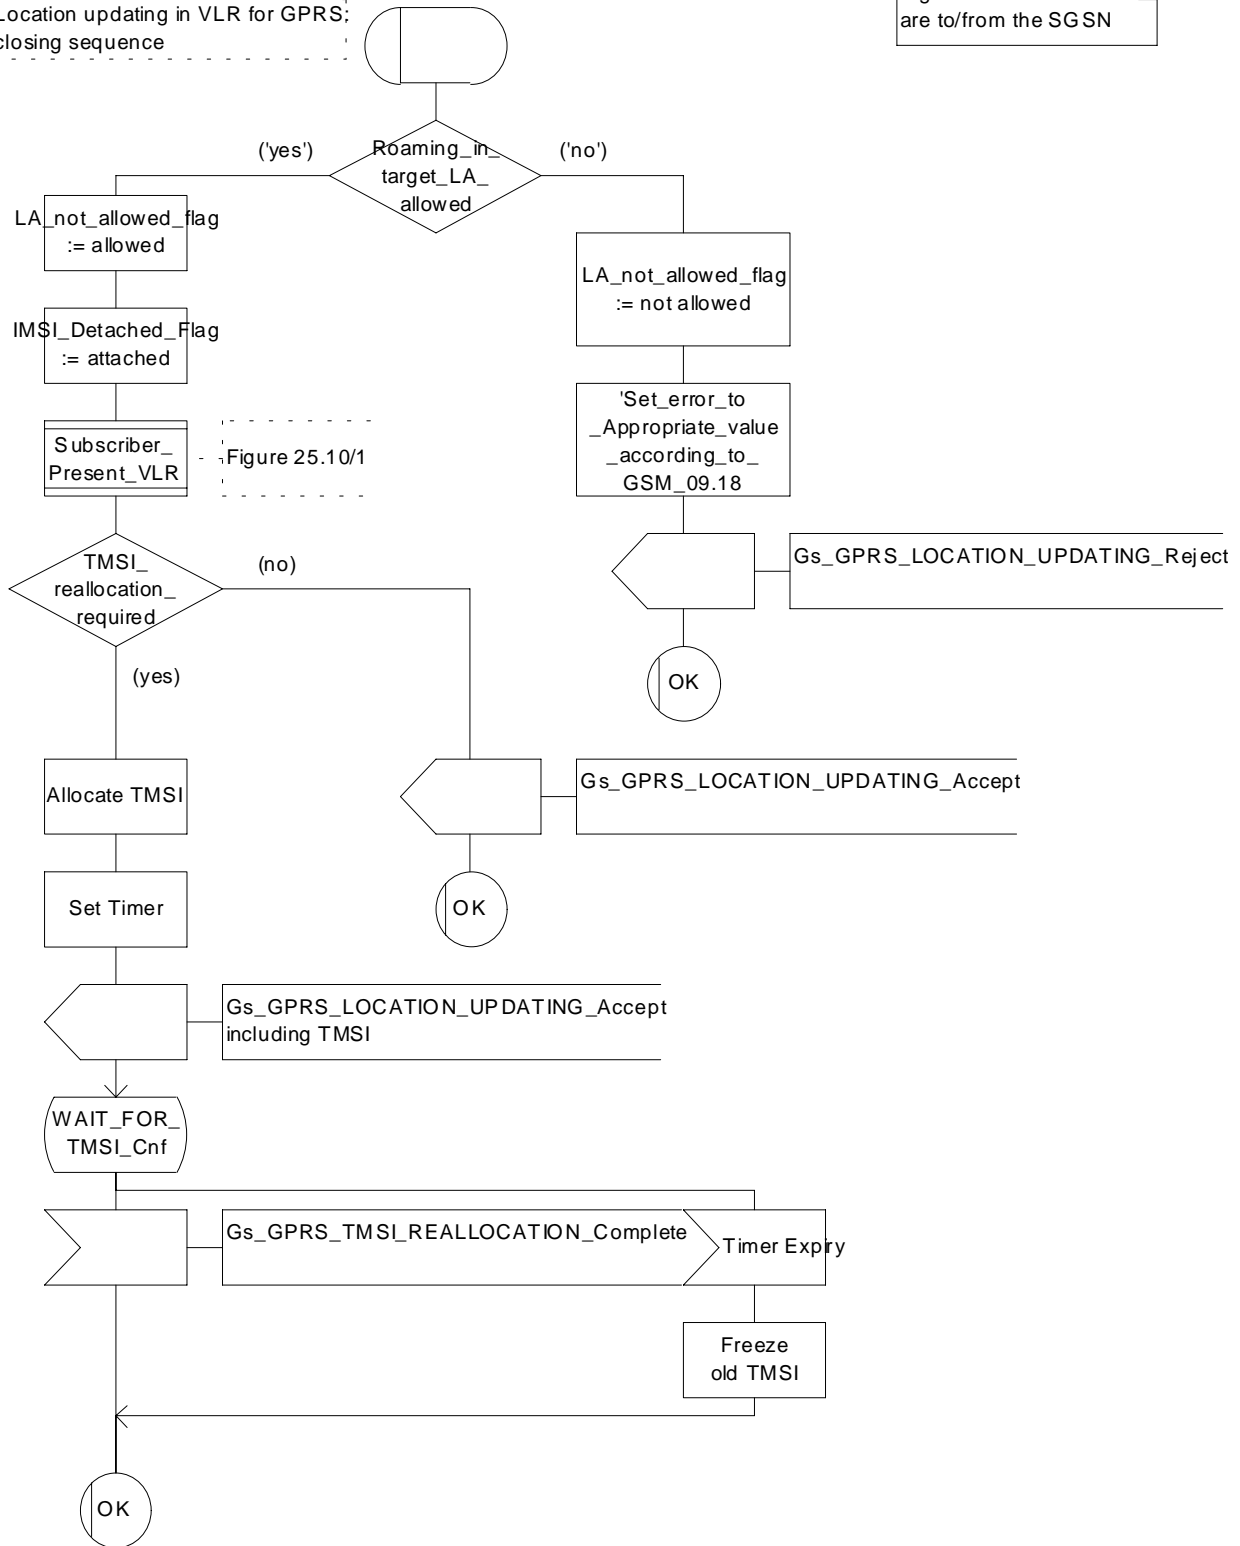 Location updating in VLR for GPRS;
closing sequence
are to/from the SGSN
('yes')
Roaming_in_
target_LA_
allowed
('no')
LA_not_allowed_flag
:= allowed
LA_not_allowed_flag
:= not allowed
IMSI_Detached_Flag
:= attached
'Set_error_to
_Appropriate_value
_according_to_
GSM_09.18
Subscriber_
Present_VLR
Figure 25.10/1
Gs_GPRS_LOCATION_UPDATING_Reject
TMSI_
reallocation_
required
(no)
(yes)
OK
Allocate TMSI
Gs_GPRS_LOCATION_UPDATING_Accept
Set Timer
OK
Gs_GPRS_LOCATION_UPDATING_Accept
including TMSI
WAIT_FOR_
TMSI_Cnf
Gs_GPRS_TMSI_REALLOCATION_Complete
Timer Expiry
Freeze
old TMSI
OK